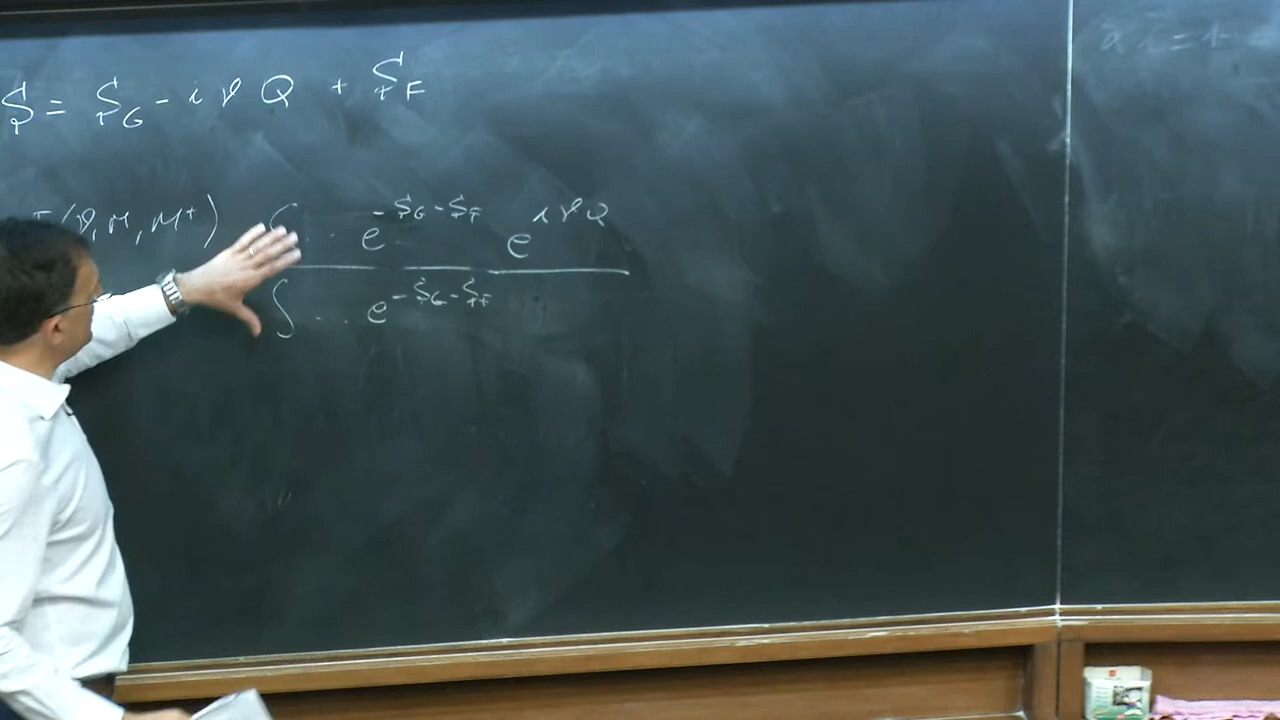 S = S_G - i ϑ Q + S_F
(ϑ, M, M⁺) ∫ . . e^{-S_G - S_F} e^{i ϑ Q}
∫ . . . e^{-S_G - S_F}